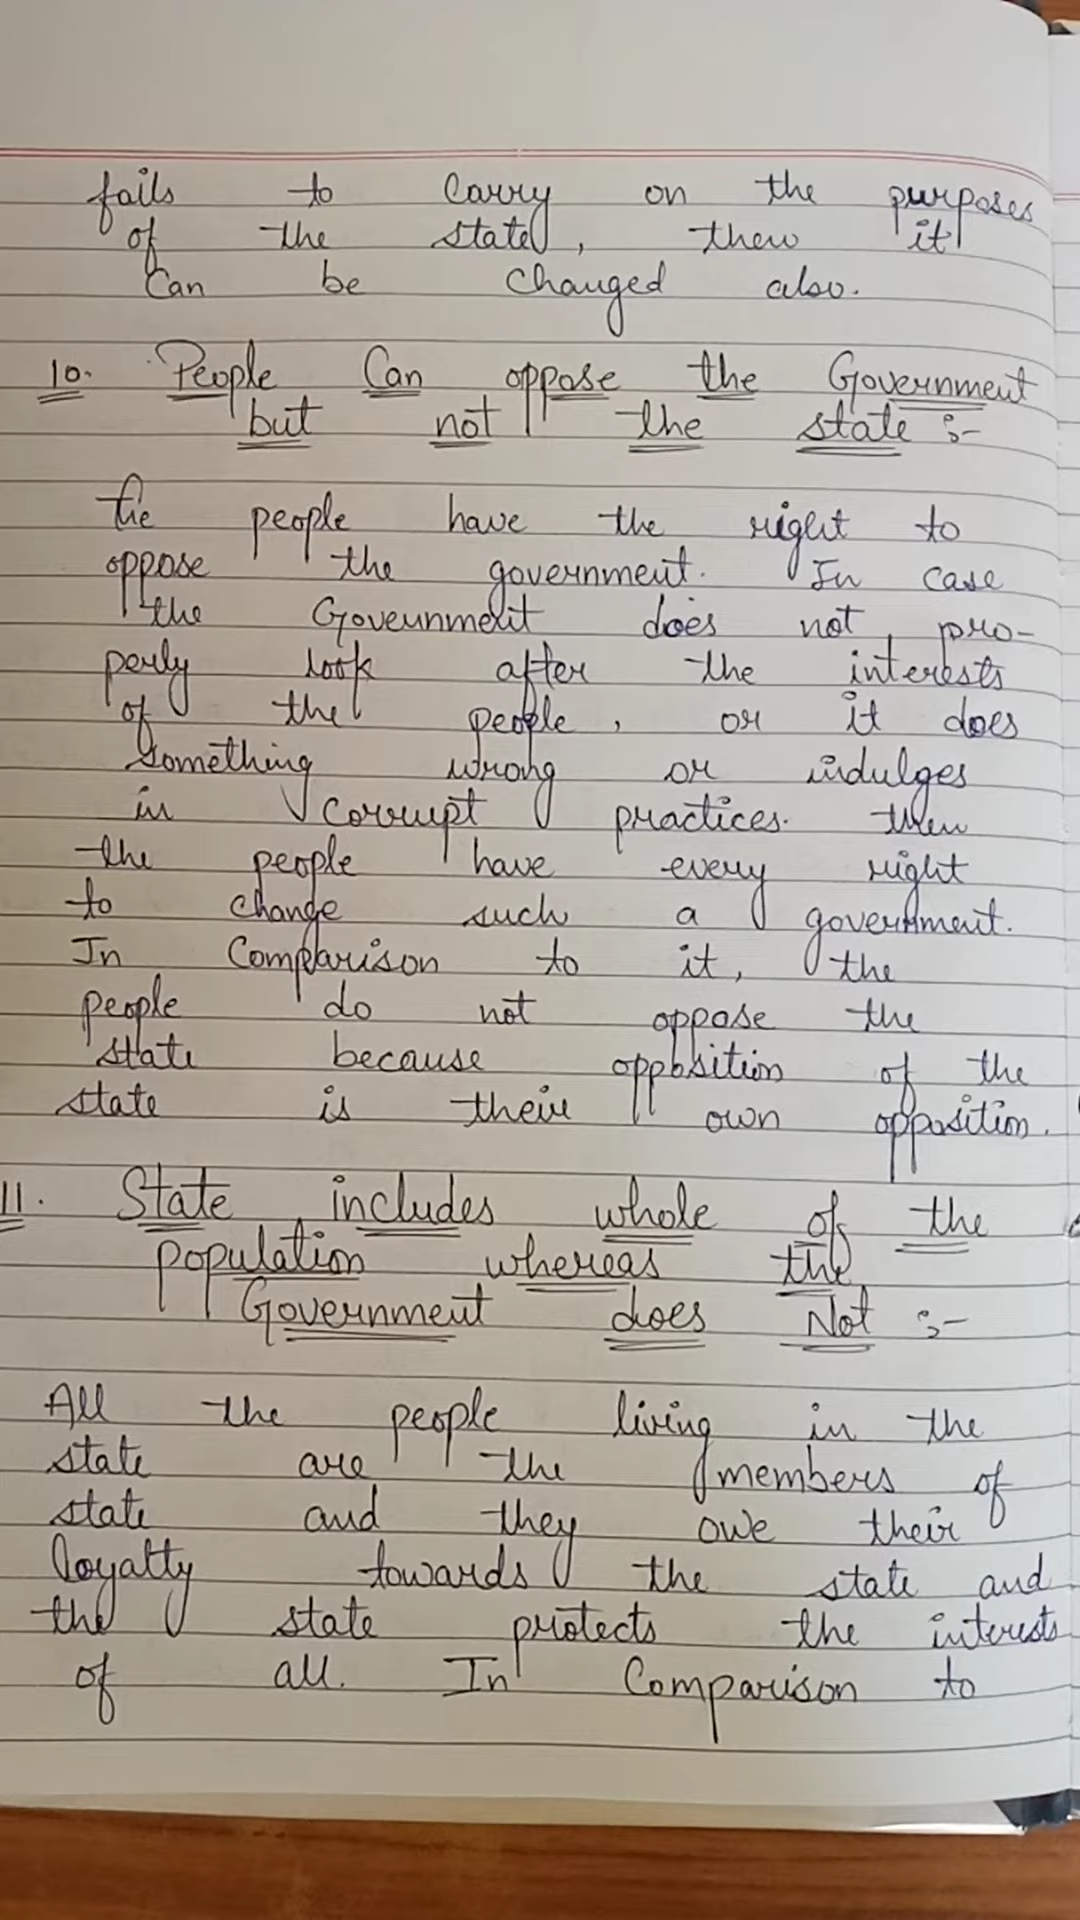 fails to carry on the purposes
of the state, then it
Can be changed also.
10. People Can oppose the Government
but not the state :-
The people have the right to
oppose the government. In case
the Government does not pro-
perly look after the interests
of the people, or it does
something wrong or indulges
in corrupt practices. then
the people have every right
to change such a government.
In Comparison to it, the
people do not oppose the
state because opposition of the
state is their own opposition.
11. State includes whole of the
population whereas the
Government does Not :-
All the people living in the
state are the members of
state and they owe their
loyalty towards the state and
the state protects the interests
of all. In Comparison to